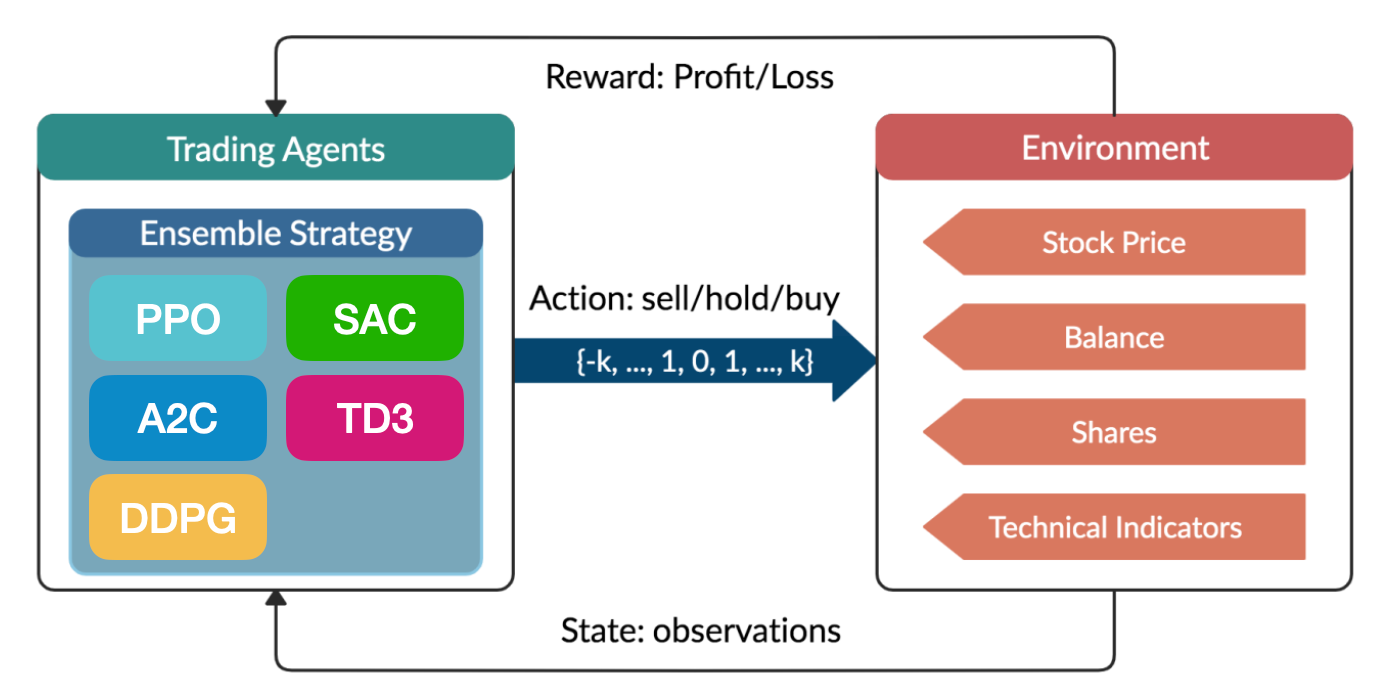 Reward: Profit/Loss
Trading Agents
Environment
Ensemble Strategy
PPO
SAC
A2C
TD3
DDPG
Action: sell/hold/buy
{-k, ..., 1, 0, 1, ..., k}
Stock Price
Balance
Shares
Technical Indicators
State: observations